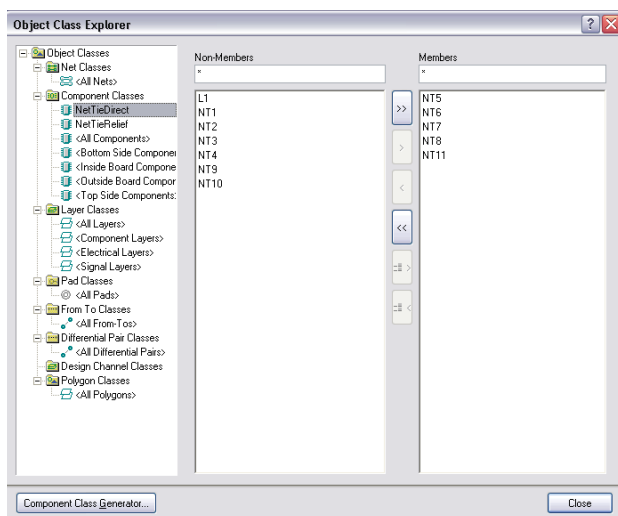 Object Class Explorer
Object Classes
Net Classes
<All Nets>
Component Classes
NetTieDirect
NetTieRelief
<All Components>
<Bottom Side Componer
<Inside Board Compone
<Outside Board Compor
<Top Side Components:
Layer Classes
<All Layers>
<Component Layers>
<Electrical Layers>
<Signal Layers>
Pad Classes
<All Pads>
From To Classes
<All From-Tos>
Differential Pair Classes
<All Differential Pairs>
Design Channel Classes
Polygon Classes
<All Polygons>
Non-Members
*
L1
NT1
NT2
NT3
NT4
NT9
NT10
>>
>
<
<<
Members
*
NT5
NT6
NT7
NT8
NT11
Component Class Generator...
Close